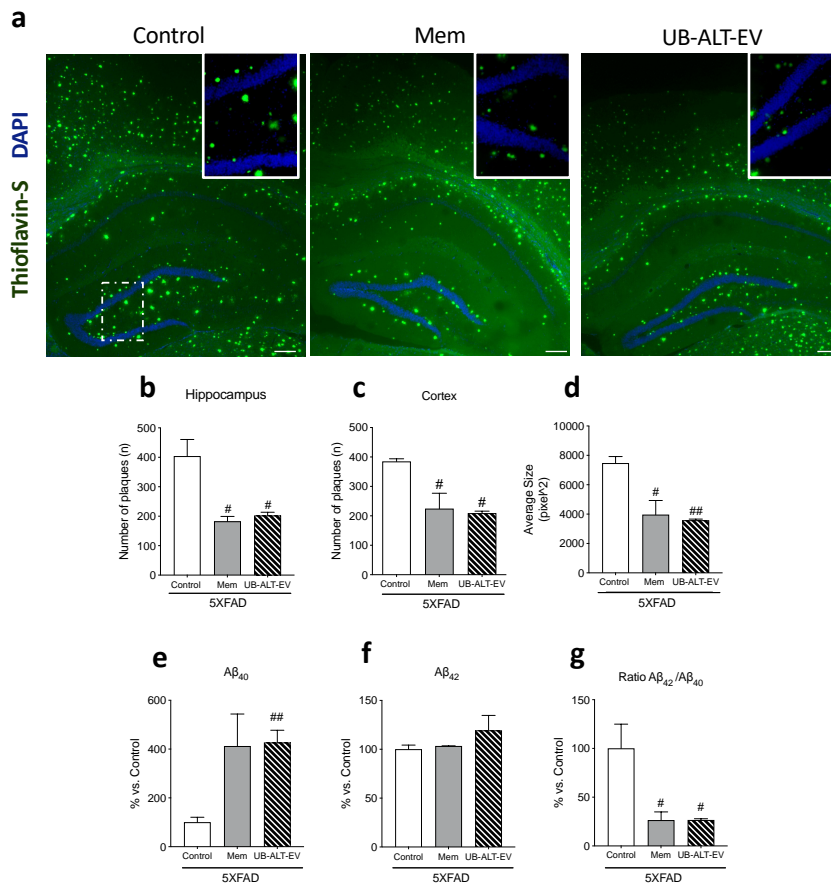 a
Control Mem UB-ALT-EV
Thioflavin-S DAPI
b
Hippocampus
Number of plaques (n)
500
400
300
200
100
0
#
#
Control Mem UB-ALT-EV
5XFAD
c
Cortex
Number of plaques (n)
500
400
300
200
100
0
#
#
Control Mem UB-ALT-EV
5XFAD
d
Average Size
(pixel^2)
10000
8000
6000
4000
2000
0
#
##
Control Mem UB-ALT-EV
5XFAD
e
Aβ₄₀
% vs. Control
600
400
200
0
##
Control Mem UB-ALT-EV
5XFAD
f
Aβ₄₂
% vs. Control
150
100
50
0
Control Mem UB-ALT-EV
5XFAD
g
Ratio Aβ₄₂/Aβ₄₀
% vs. Control
150
100
50
0
#
#
Control Mem UB-ALT-EV
5XFAD